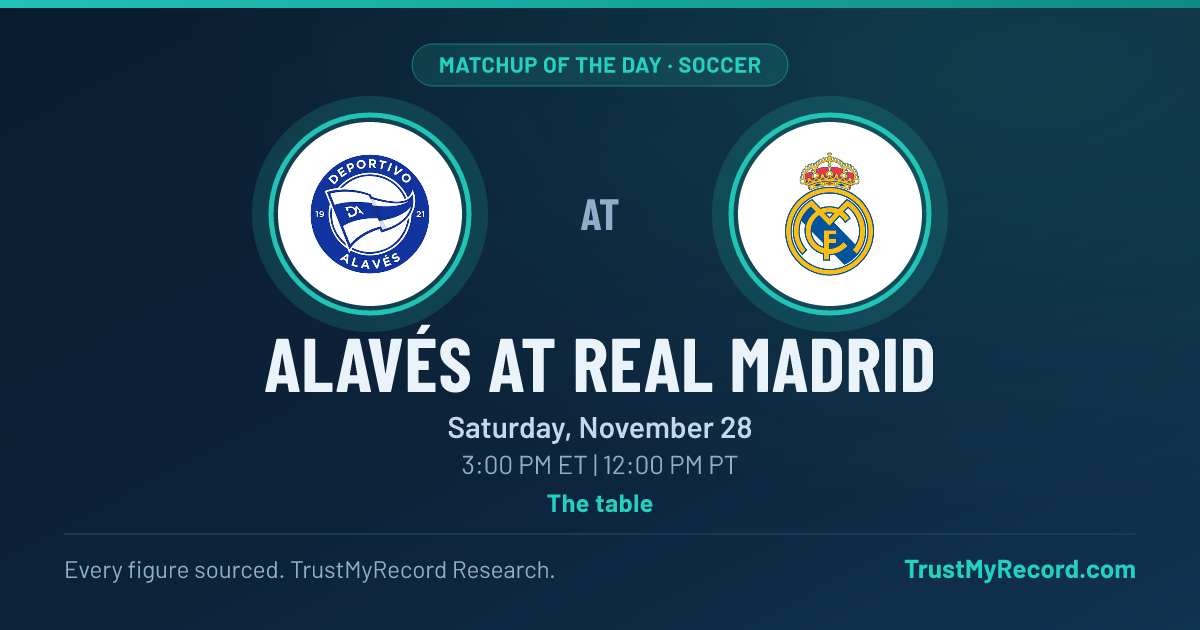 MATCHUP OF THE DAY · SOCCER
DEPORTIVO
19 21
DA
ALAVÉS
AT
ALAVÉS AT REAL MADRID
Saturday, November 28
3:00 PM ET | 12:00 PM PT
The table
Every figure sourced. TrustMyRecord Research.
TrustMyRecord.com